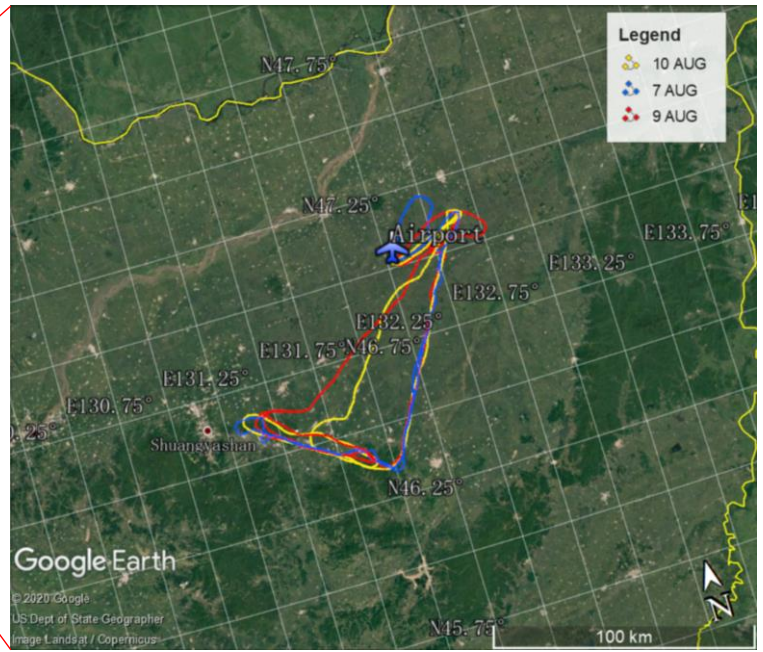 Legend
10 AUG
7 AUG
9 AUG
N47.75°
N47.25°
E133.75°
Airport
E133.25°
E132.75°
E132.25°
E131.75°
N46.75°
E131.25°
E130.75°
Shuangyashan
N46.25°
Google Earth
© 2020 Google
US Dept of State Geographer
Image Landsat / Copernicus
N45.75°
100 km
N